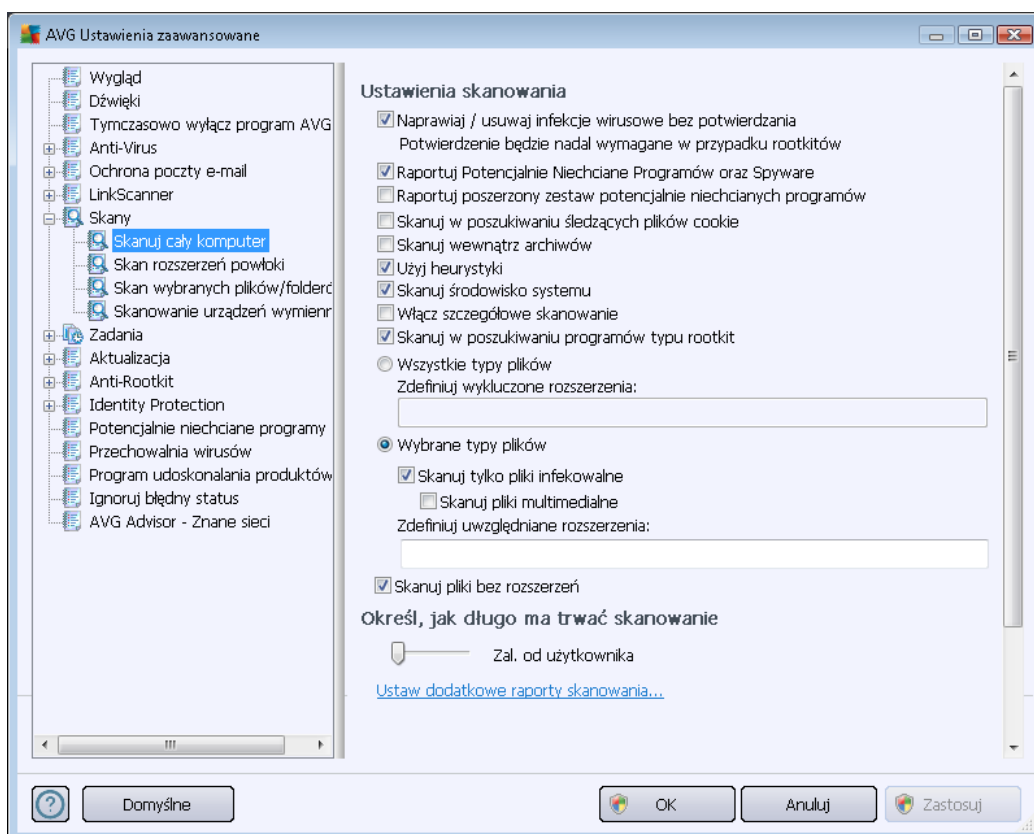 AVG Ustawienia zaawansowane
Wygląd
Dźwięki
Tymczasowo wyłącz program AVG
Anti-Virus
Ochrona poczty e-mail
LinkScanner
Skany
Skanuj cały komputer
Skan rozszerzeń powłoki
Skan wybranych plików/folderó
Skanowanie urządzeń wymienr
Zadania
Aktualizacja
Anti-Rootkit
Identity Protection
Potencjalnie niechciane programy
Przechowalnia wirusów
Program udoskonalania produktów
Ignoruj błędny status
AVG Advisor - Znane sieci
Ustawienia skanowania
Naprawiaj / usuwaj infekcje wirusowe bez potwierdzania
Potwierdzenie będzie nadal wymagane w przypadku rootkitów
Raportuj Potencjalnie Niechciane Programów oraz Spyware
Raportuj poszerzony zestaw potencjalnie niechcianych programów
Skanuj w poszukiwaniu śledzących plików cookie
Skanuj wewnątrz archiwów
Użyj heurystyki
Skanuj środowisko systemu
Włącz szczegółowe skanowanie
Skanuj w poszukiwaniu programów typu rootkit
Wszystkie typy plików
Zdefiniuj wykluczone rozszerzenia:
Wybrane typy plików
Skanuj tylko pliki infekowalne
Skanuj pliki multimedialne
Zdefiniuj uwzględniane rozszerzenia:
Skanuj pliki bez rozszerzeń
Określ, jak długo ma trwać skanowanie
Zal. od użytkownika
Ustaw dodatkowe raporty skanowania...
Domyślne
OK
Anuluj
Zastosuj